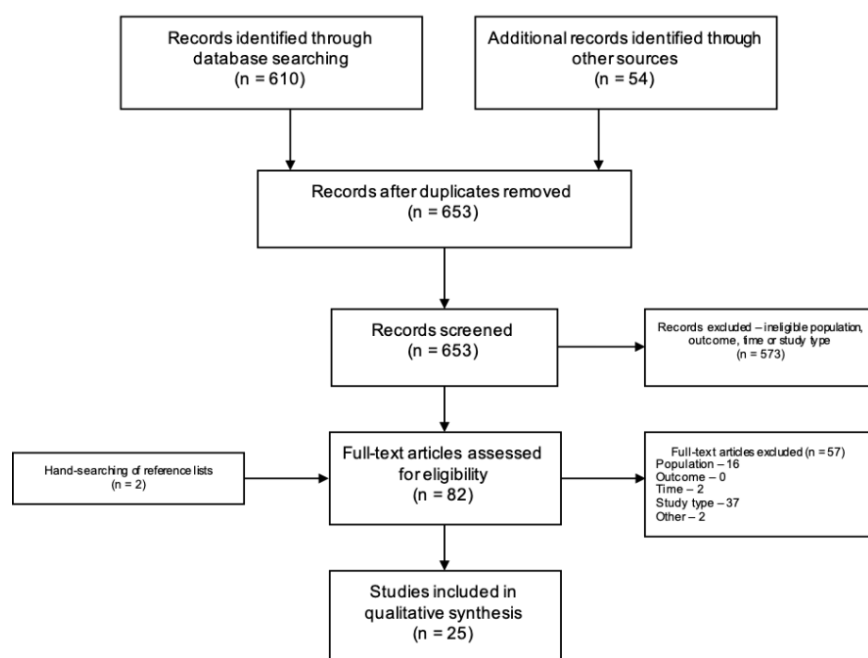 Records identified through
database searching
(n = 610)
Additional records identified through
other sources
(n = 54)
Records after duplicates removed
(n = 653)
Records screened
(n = 653)
Records excluded – ineligible population,
outcome, time or study type
(n = 573)
Hand-searching of reference lists
(n = 2)
Full-text articles assessed
for eligibility
(n = 82)
Full-text articles excluded (n = 57)
Population – 16
Outcome – 0
Time – 2
Study type – 37
Other – 2
Studies included in
qualitative synthesis
(n = 25)